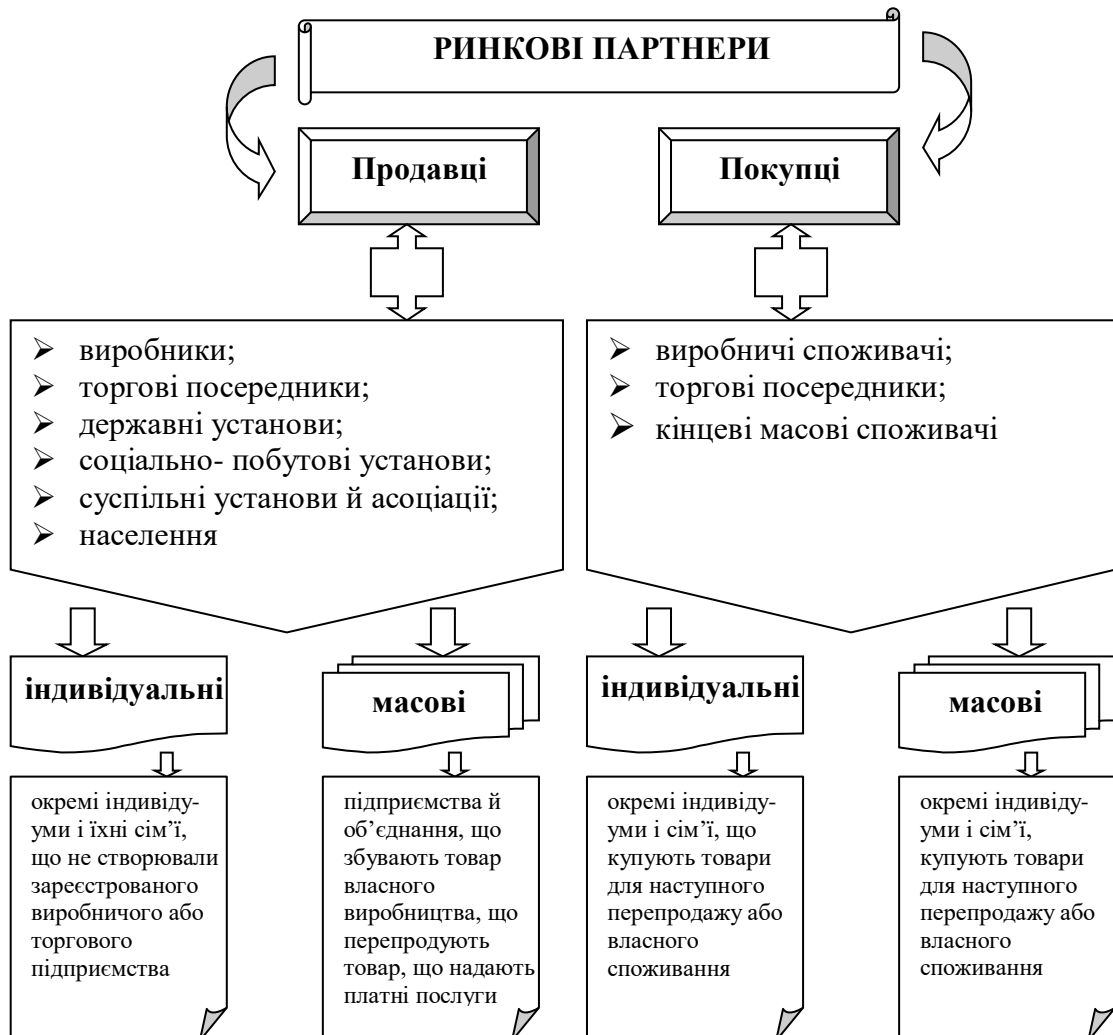 РИНКОВІ ПАРТНЕРИ
Продавці
Покупці
виробники;
торгові посередники;
державні установи;
соціально- побутові установи;
суспільні установи й асоціації;
населення
виробничі споживачі;
торгові посередники;
кінцеві масові споживачі
індивідуальні
масові
індивідуальні
масові
окремі індивіду-
уми і їхні сім’ї,
що не створювали
зареєстрованого
виробничого або
торгового
підприємства
підприємства й
об’єднання, що
збувають товар
власного
виробництва, що
перепродують
товар, що надають
платні послуги
окремі індивіду-
уми і сім’ї, що
купують товари
для наступного
перепродажу або
власного
споживання
окремі індивіду-
уми і сім’ї,
купують товари
для наступного
перепродажу або
власного
споживання